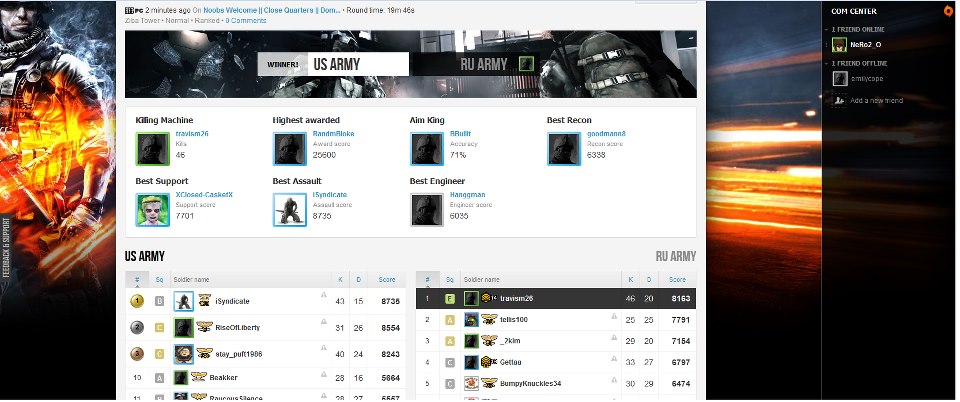 PC 2 minutes ago On Noobs Welcome || Close Quarters || Dom... • Round time: 19m 46s
Ziba Tower • Normal • Ranked • 0 Comments
WINNER! US ARMY RU ARMY
Killing Machine
travism26
Kills
46
Highest awarded
RandmBloke
Award score
25600
Aim King
BBullit
Accuracy
71%
Best Recon
goodmann8
Recon score
6338
Best Support
XClosed-CasketX
Support score
7701
Best Assault
iSyndicate
Assault score
8735
Best Engineer
Hanggman
Engineer score
6035
US ARMY
# Sq Soldier name K D Score
1 B iSyndicate 43 15 8735
2 C RiseOfLiberty 31 26 8554
3 C stay_puft1986 40 24 8243
10 A Beakker 28 16 5664
11 RaucousSilence 28 27 5557
RU ARMY
# Sq Soldier name K D Score
1 E travism26 46 20 8163
2 A tellis100 25 25 7791
3 A _2kim 29 20 7154
4 C Gettag 33 27 6797
5 C BumpyKnuckles34 30 29 6474
COM CENTER
1 FRIEND ONLINE
NeRo2_O
1 FRIEND OFFLINE
emilycope
Add a new friend
FEEDBACK & SUPPORT